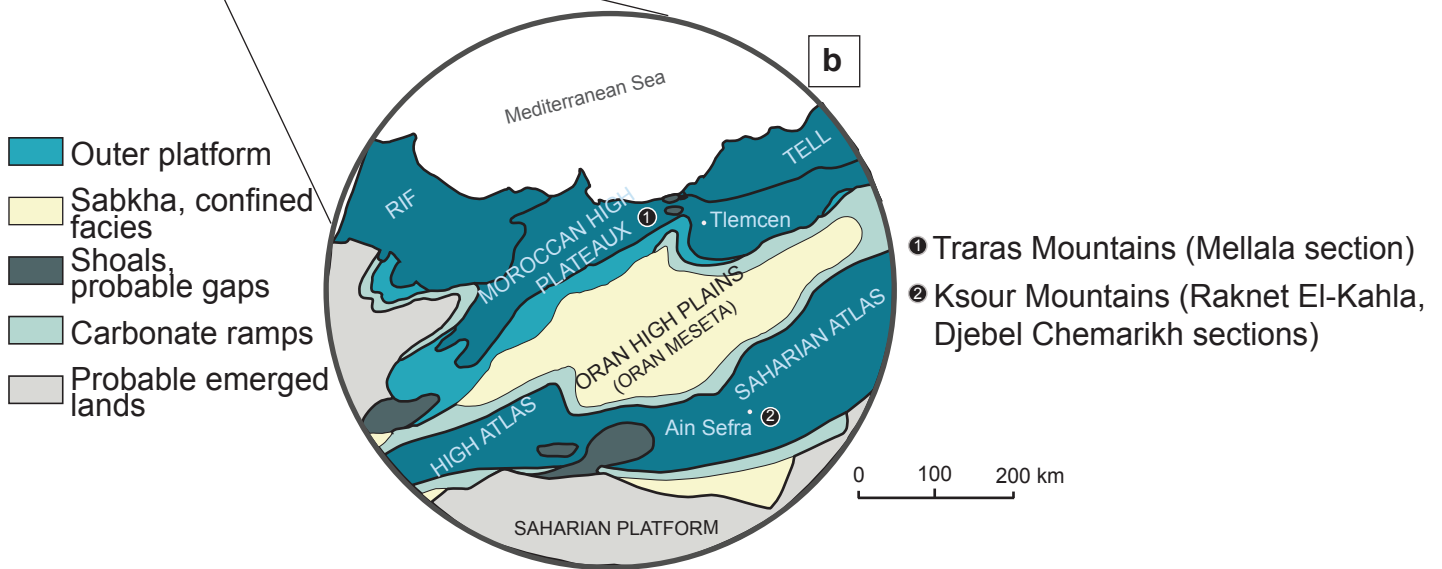 b
Mediterranean Sea
Outer platform
Sabkha, confined
facies
Shoals,
probable gaps
Carbonate ramps
Probable emerged
lands
RIF
TELL
MOROCCAN HIGH
PLATEAUX
1
Tlemcen
ORAN HIGH PLAINS
(ORAN MESETA)
SAHARIAN ATLAS
HIGH ATLAS
Ain Sefra
2
SAHARIAN PLATFORM
1 Traras Mountains (Mellala section)
2 Ksour Mountains (Raknet El-Kahla,
Djebel Chemarikh sections)
0 100 200 km